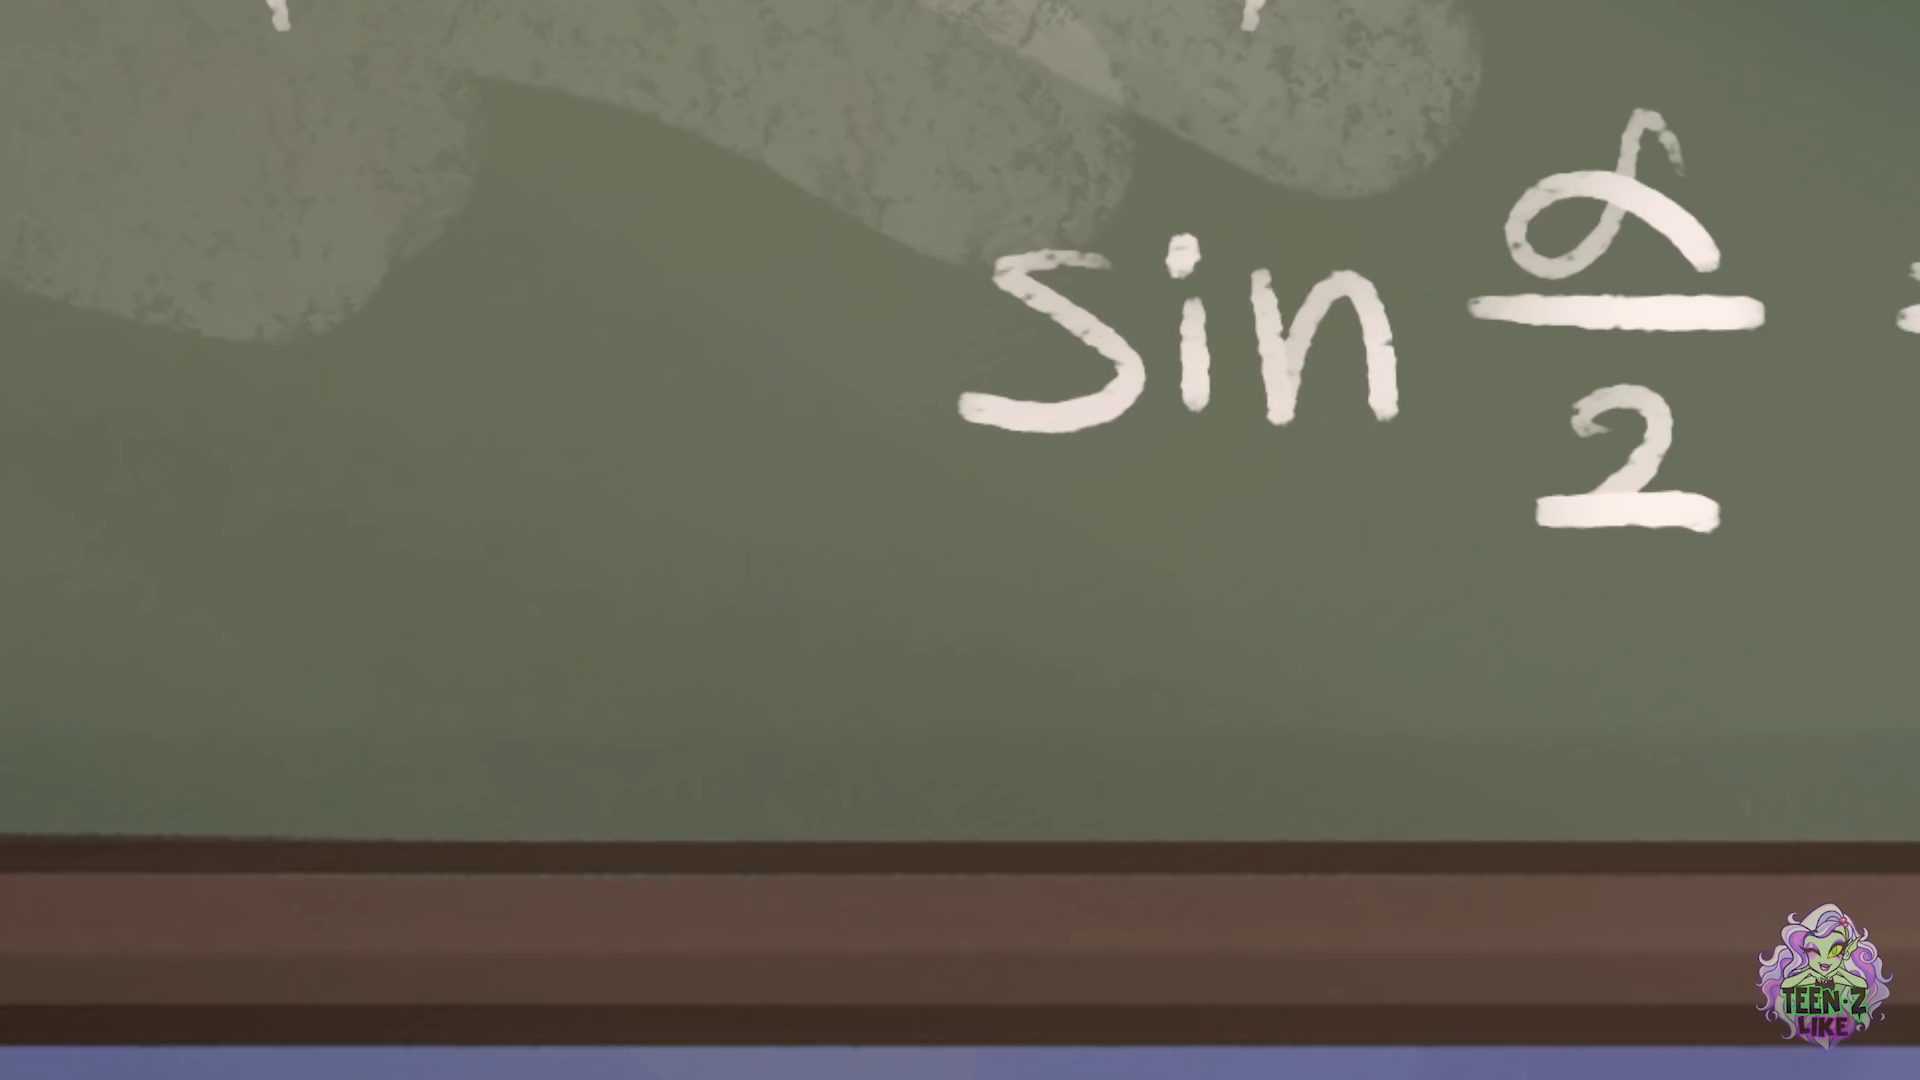 sin α/2 =
TEEN-Z
LIKE